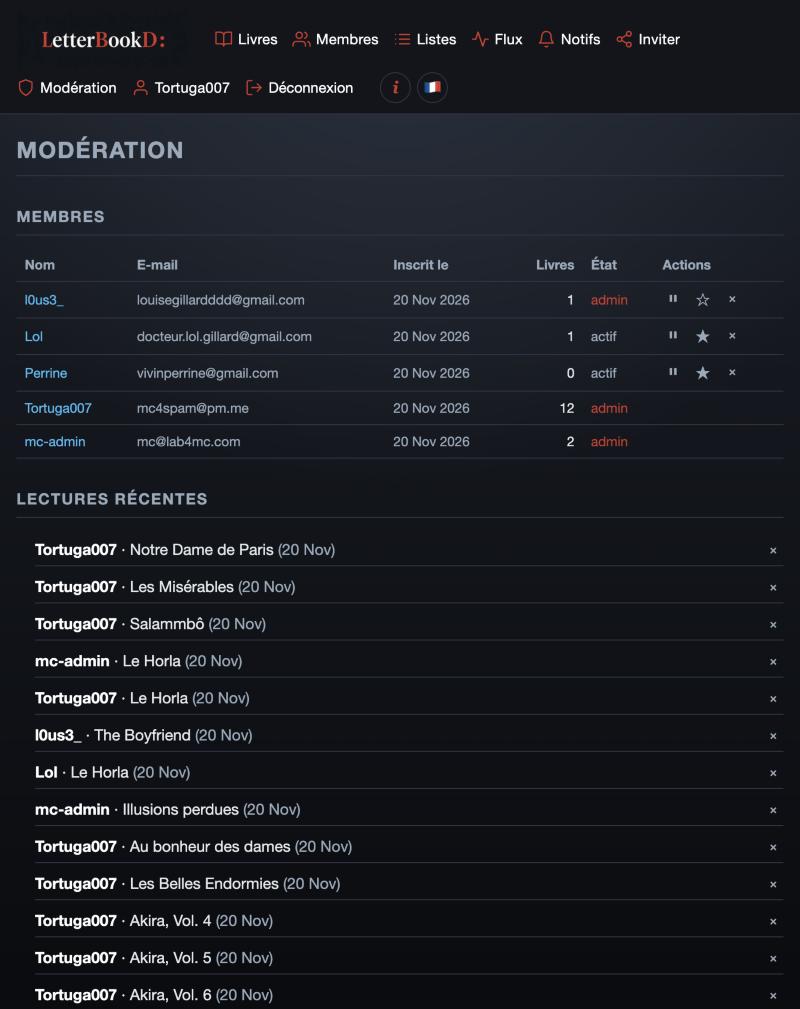 LetterBookD: Livres Membres Listes Flux Notifs Inviter
Modération Tortuga007 Déconnexion i
MODÉRATION
MEMBRES
Nom E-mail Inscrit le Livres État Actions
l0us3_ louisegillardddd@gmail.com 20 Nov 2026 1 admin
Lol docteur.lol.gillard@gmail.com 20 Nov 2026 1 actif
Perrine vivinperrine@gmail.com 20 Nov 2026 0 actif
Tortuga007 mc4spam@pm.me 20 Nov 2026 12 admin
mc-admin mc@lab4mc.com 20 Nov 2026 2 admin
LECTURES RÉCENTES
Tortuga007 · Notre Dame de Paris (20 Nov) ×
Tortuga007 · Les Misérables (20 Nov) ×
Tortuga007 · Salammbô (20 Nov) ×
mc-admin · Le Horla (20 Nov) ×
Tortuga007 · Le Horla (20 Nov) ×
l0us3_ · The Boyfriend (20 Nov) ×
Lol · Le Horla (20 Nov) ×
mc-admin · Illusions perdues (20 Nov) ×
Tortuga007 · Au bonheur des dames (20 Nov) ×
Tortuga007 · Les Belles Endormies (20 Nov) ×
Tortuga007 · Akira, Vol. 4 (20 Nov) ×
Tortuga007 · Akira, Vol. 5 (20 Nov) ×
Tortuga007 · Akira, Vol. 6 (20 Nov) ×